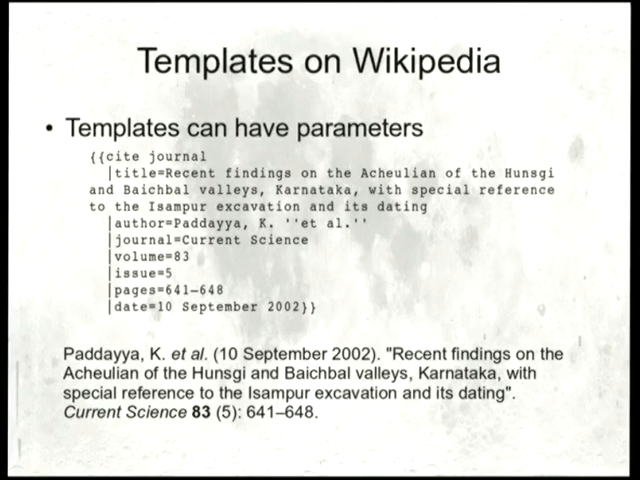 Templates on Wikipedia
• Templates can have parameters
{{cite journal
|title=Recent findings on the Acheulian of the Hunsgi
and Baichbal valleys, Karnataka, with special reference
to the Isampur excavation and its dating
|author=Paddayya, K. ''et al.''
|journal=Current Science
|volume=83
|issue=5
|pages=641–648
|date=10 September 2002}}
Paddayya, K. et al. (10 September 2002). "Recent findings on the
Acheulian of the Hunsgi and Baichbal valleys, Karnataka, with
special reference to the Isampur excavation and its dating".
Current Science 83 (5): 641–648.